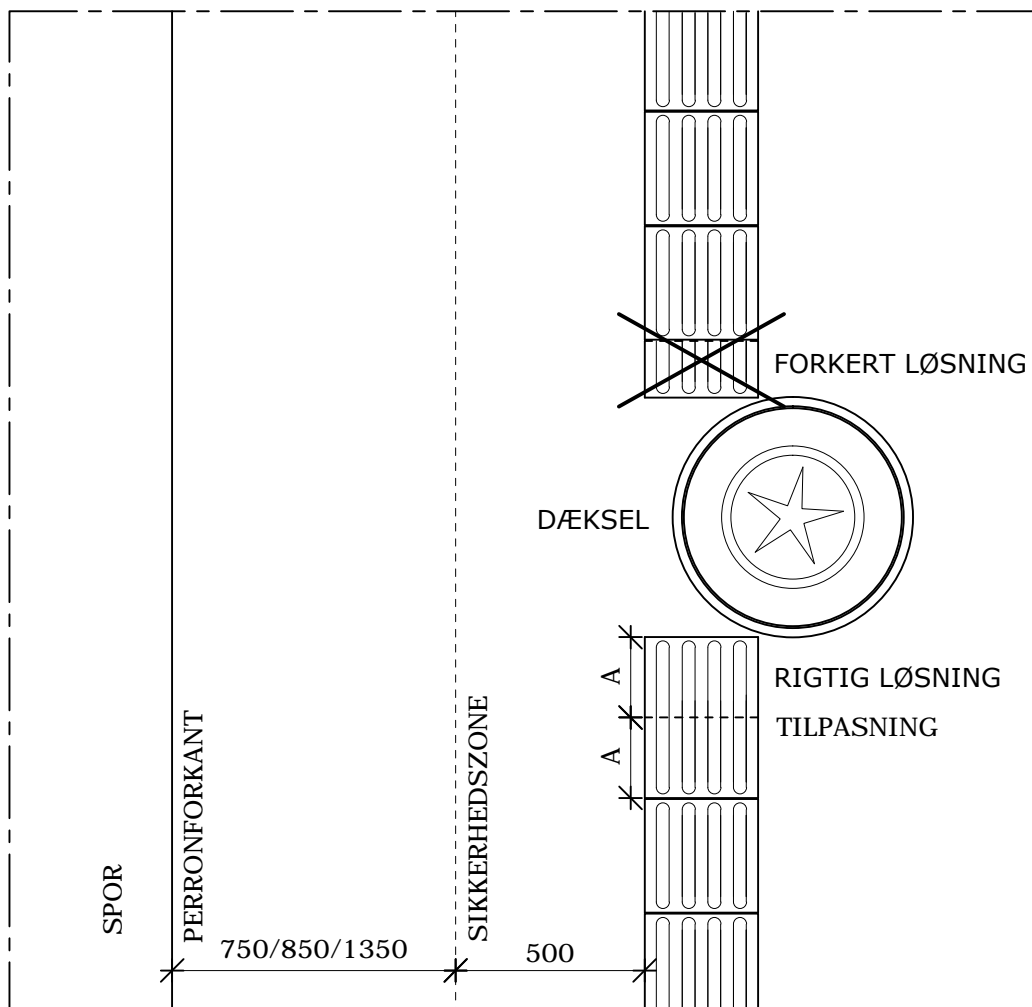 FORKERT LØSNING
DÆKSEL
A
RIGTIG LØSNING
A
TILPASNING
SPOR
PERRONFORKANT
SIKKERHEDSZONE
750/850/1350
500